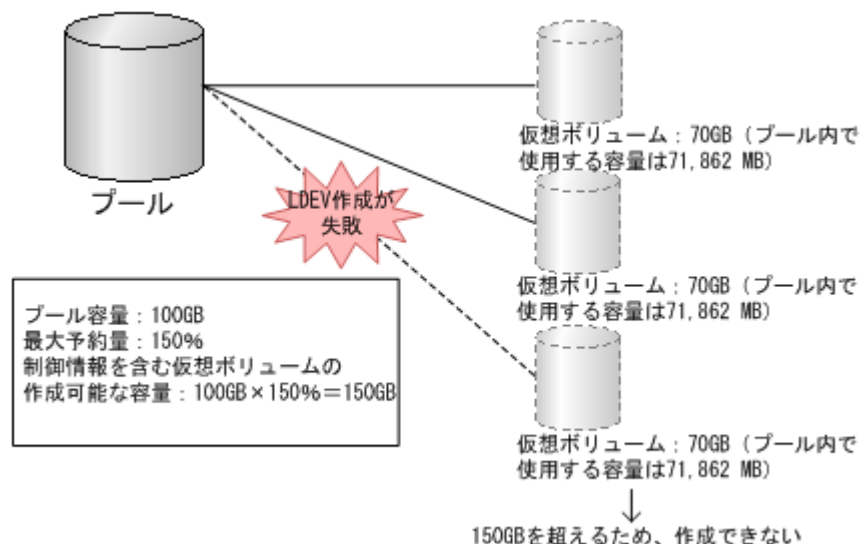 プール
LDEV作成が
失敗
プール容量：100GB
最大予約量：150%
制御情報を含む仮想ボリュームの
作成可能な容量：100GB×150%=150GB
仮想ボリューム：70GB（プール内で
使用する容量は71,862 MB）
仮想ボリューム：70GB（プール内で
使用する容量は71,862 MB）
仮想ボリューム：70GB（プール内で
使用する容量は71,862 MB）
150GBを超えるため、作成できない